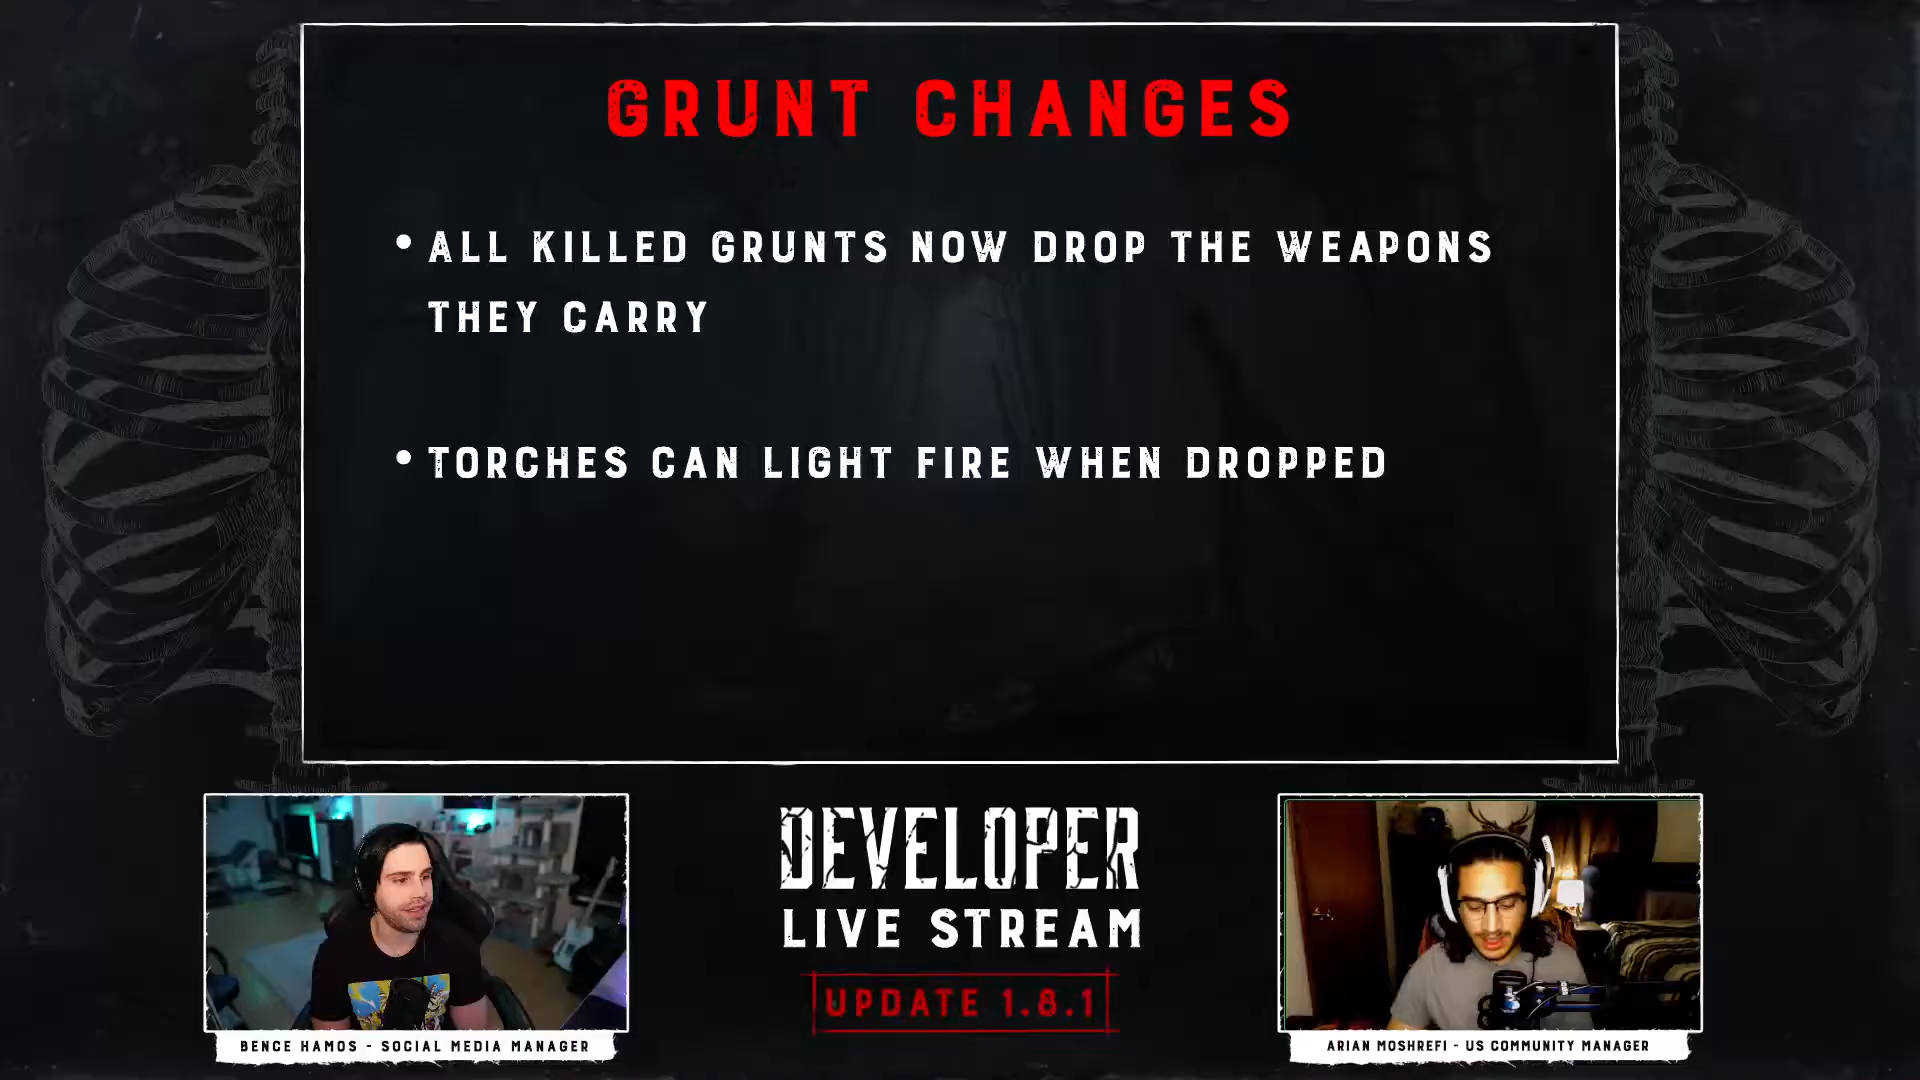 GRUNT CHANGES
• ALL KILLED GRUNTS NOW DROP THE WEAPONS
THEY CARRY
• TORCHES CAN LIGHT FIRE WHEN DROPPED
DEVELOPER
LIVE STREAM
UPDATE 1.8.1
BENCE HAMOS - SOCIAL MEDIA MANAGER
ARIAN MOSHREFI - US COMMUNITY MANAGER